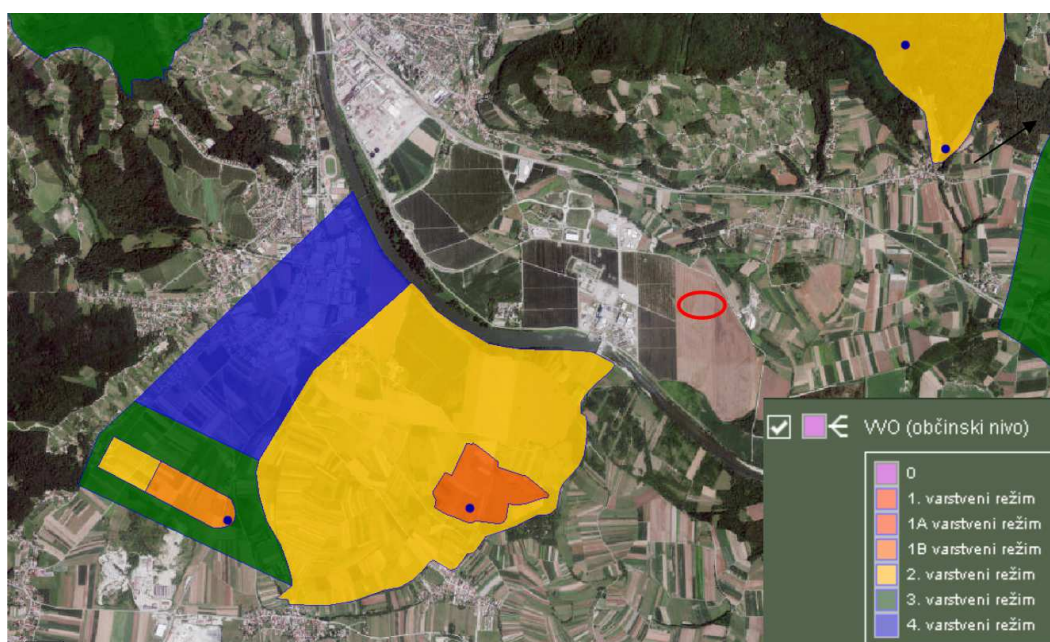 VVO (občinski nivo)
0
1. varstveni režim
1A varstveni režim
1B varstveni režim
2. varstveni režim
3. varstveni režim
4. varstveni režim